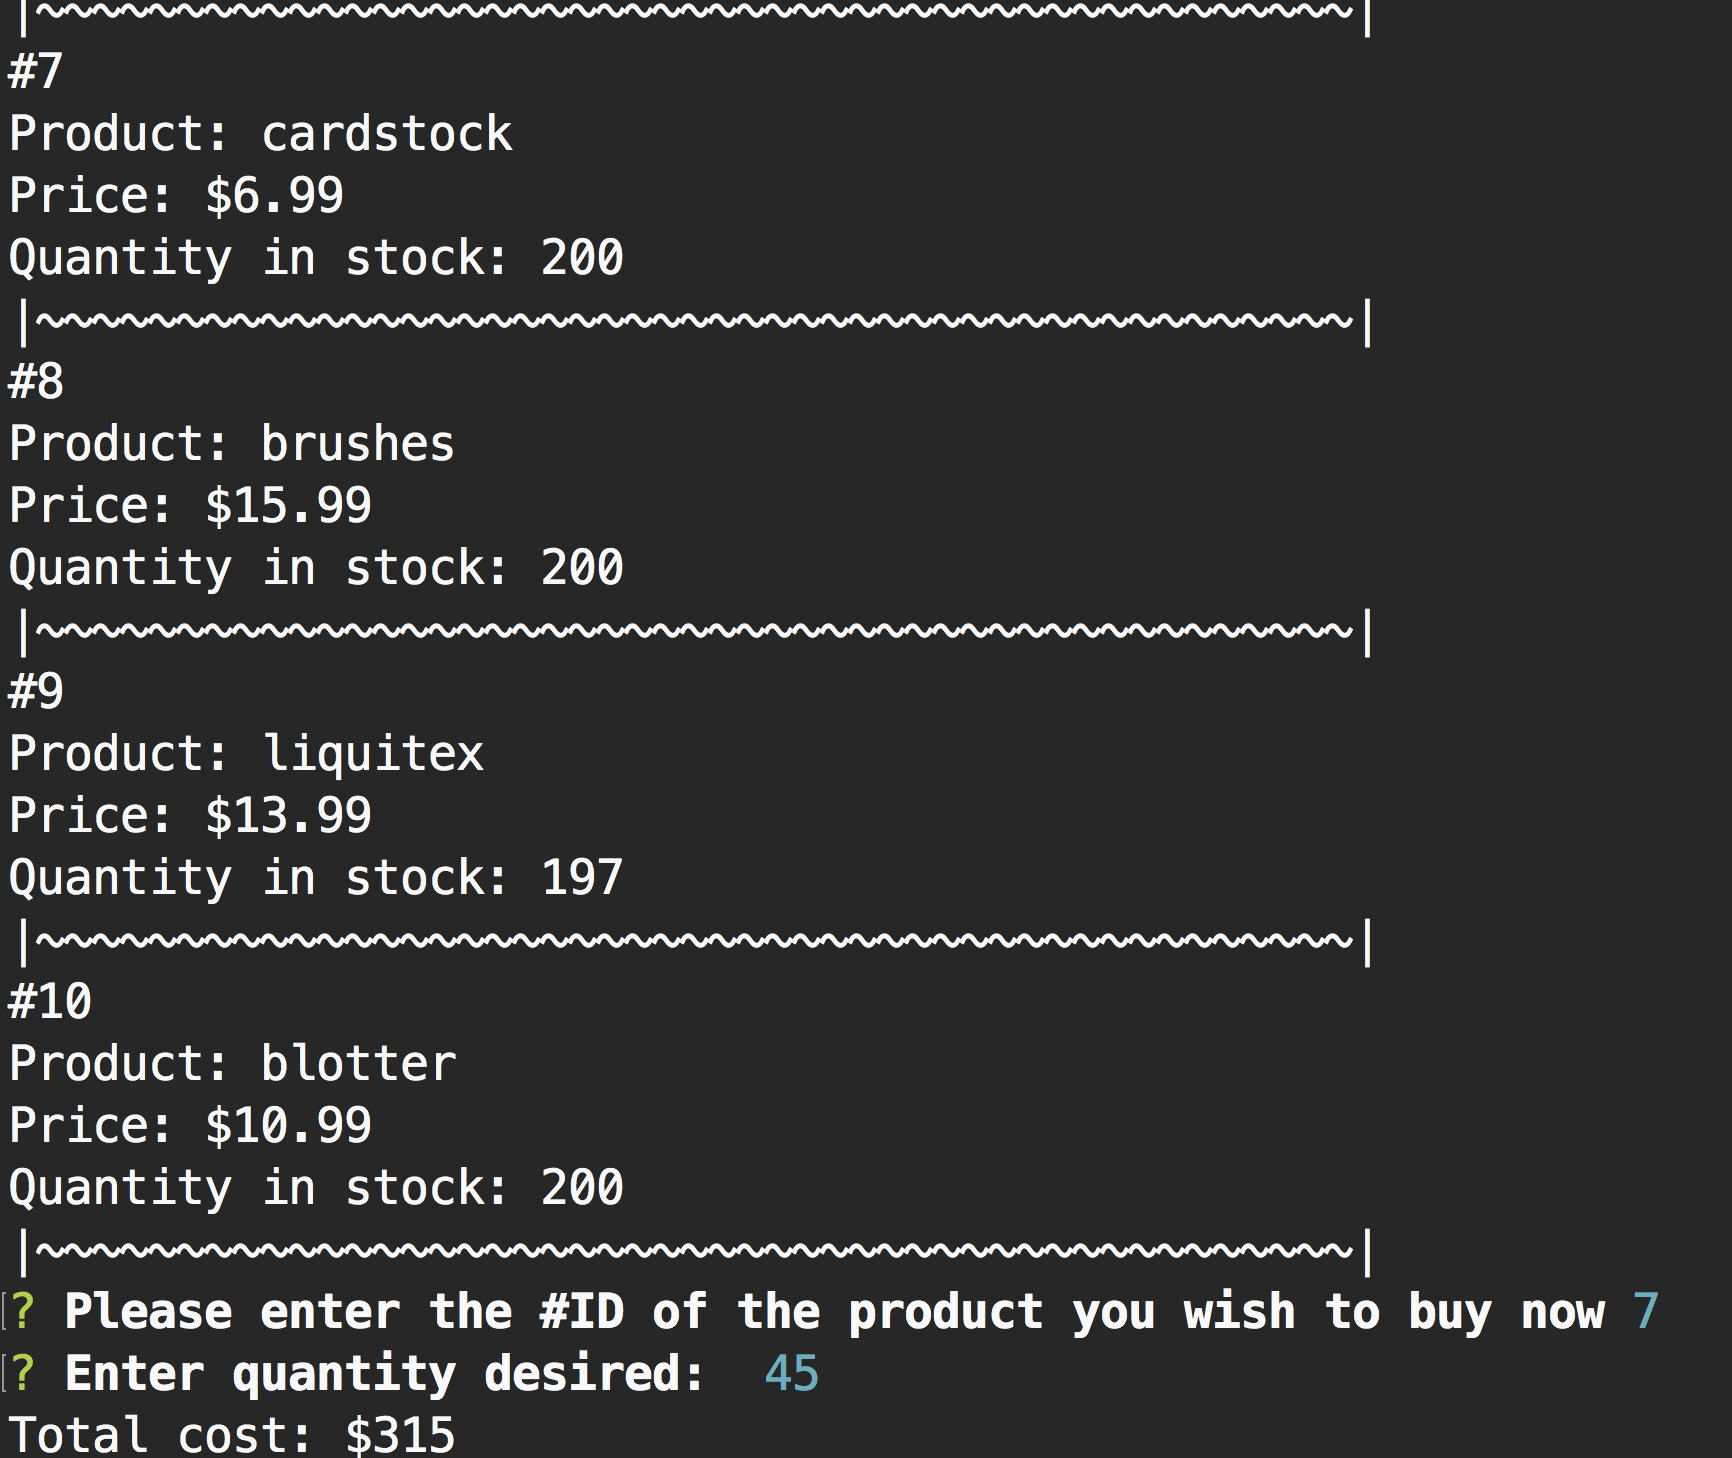 |~~~~~~~~~~~~~~~~~~~~~~~~~~~~~~~~~~~~~~~~~~~~~~~|
#7
Product: cardstock
Price: $6.99
Quantity in stock: 200
|~~~~~~~~~~~~~~~~~~~~~~~~~~~~~~~~~~~~~~~~~~~~~~~|
#8
Product: brushes
Price: $15.99
Quantity in stock: 200
|~~~~~~~~~~~~~~~~~~~~~~~~~~~~~~~~~~~~~~~~~~~~~~~|
#9
Product: liquitex
Price: $13.99
Quantity in stock: 197
|~~~~~~~~~~~~~~~~~~~~~~~~~~~~~~~~~~~~~~~~~~~~~~~|
#10
Product: blotter
Price: $10.99
Quantity in stock: 200
|~~~~~~~~~~~~~~~~~~~~~~~~~~~~~~~~~~~~~~~~~~~~~~~|
? Please enter the #ID of the product you wish to buy now 7
? Enter quantity desired:  45
Total cost: $315